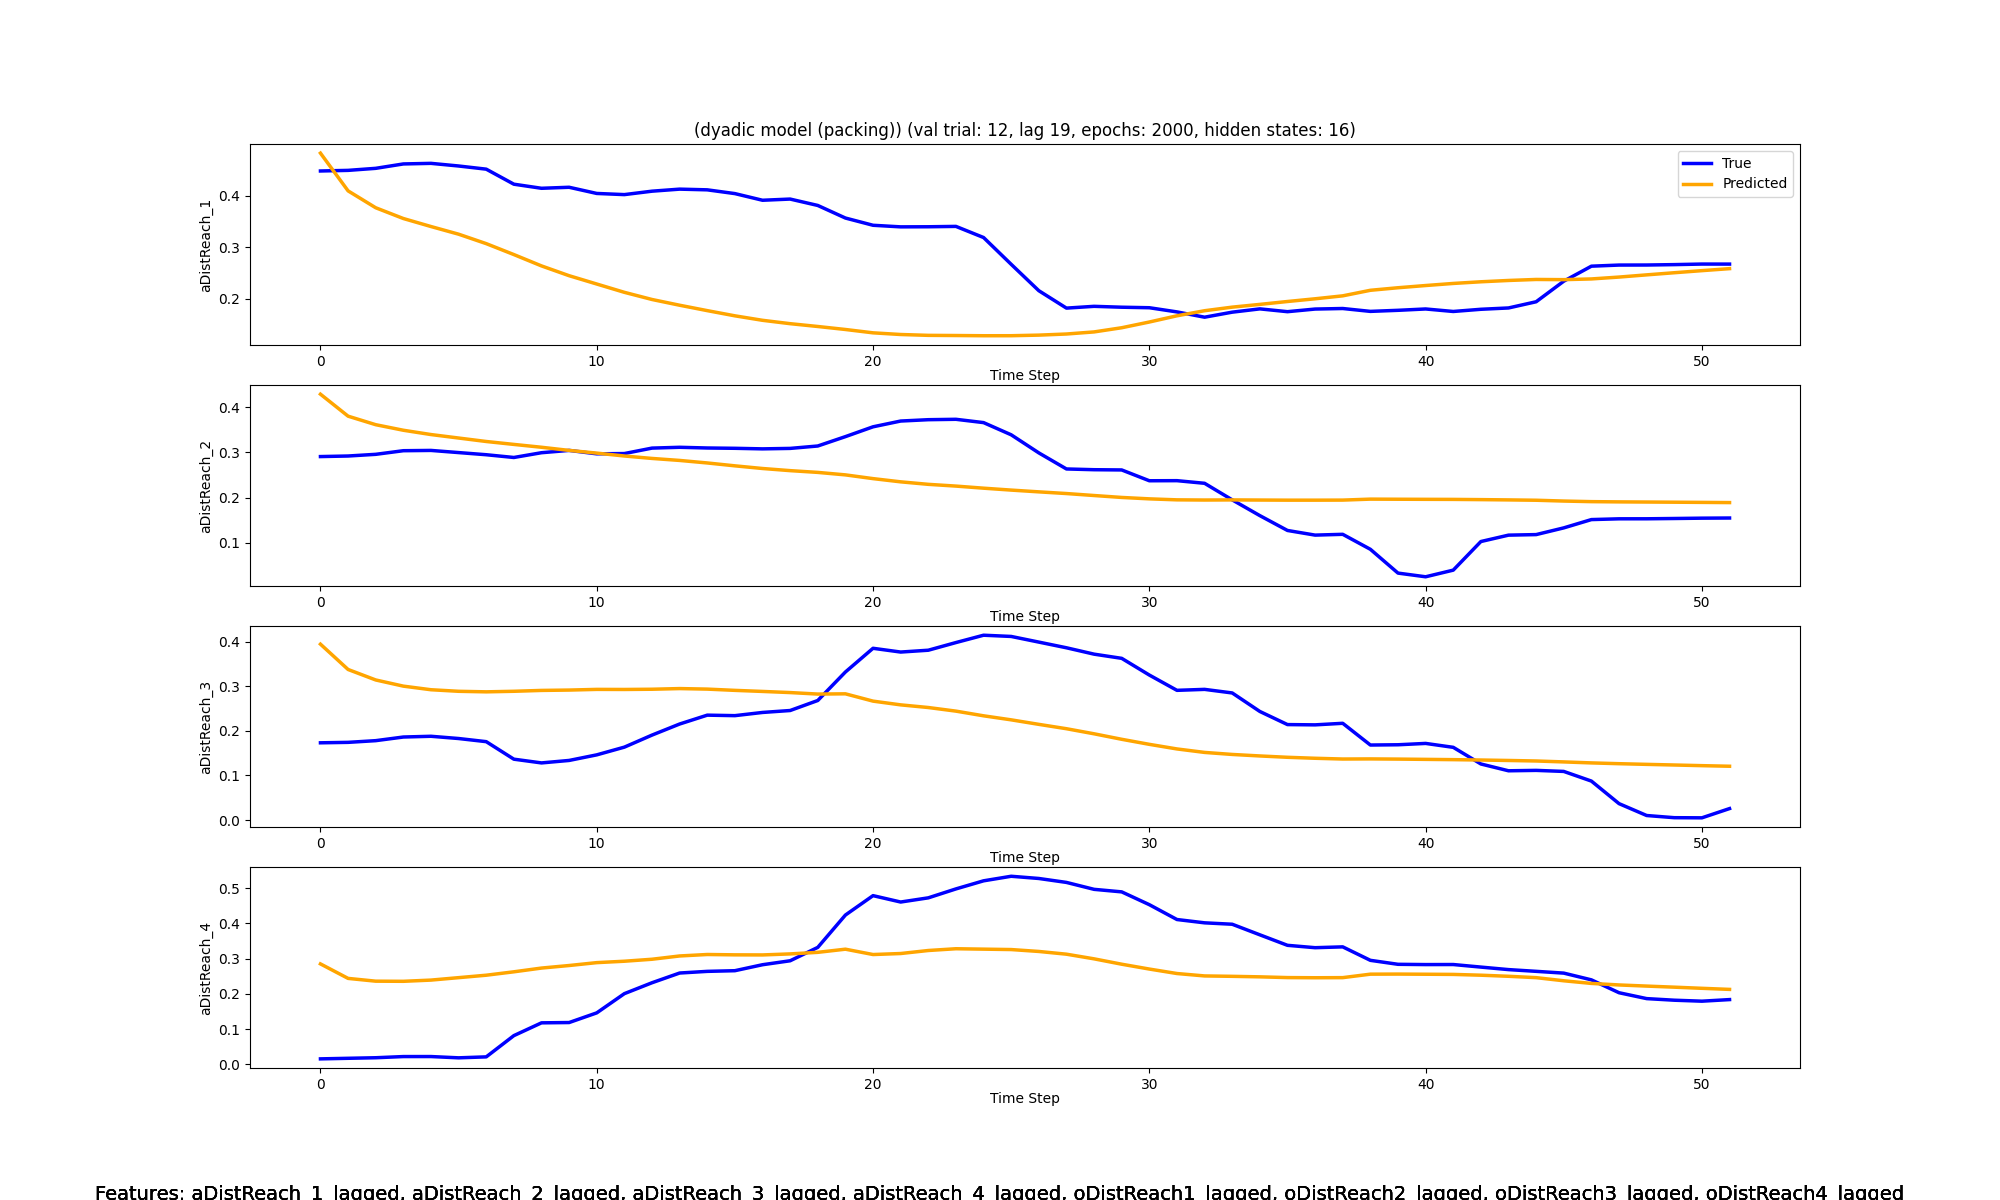 (dyadic model (packing)) (val trial: 12, lag 19, epochs: 2000, hidden states: 16)
True
Predicted
aDistReach_1
0.4
0.3
0.2
0 10 20 30 40 50
Time Step
aDistReach_2
0.4
0.3
0.2
0.1
0 10 20 30 40 50
Time Step
aDistReach_3
0.4
0.3
0.2
0.1
0.0
0 10 20 30 40 50
Time Step
aDistReach_4
0.5
0.4
0.3
0.2
0.1
0.0
0 10 20 30 40 50
Time Step
Features: aDistReach_1_lagged, aDistReach_2_lagged, aDistReach_3_lagged, aDistReach_4_lagged, oDistReach1_lagged, oDistReach2_lagged, oDistReach3_lagged, oDistReach4_lagged